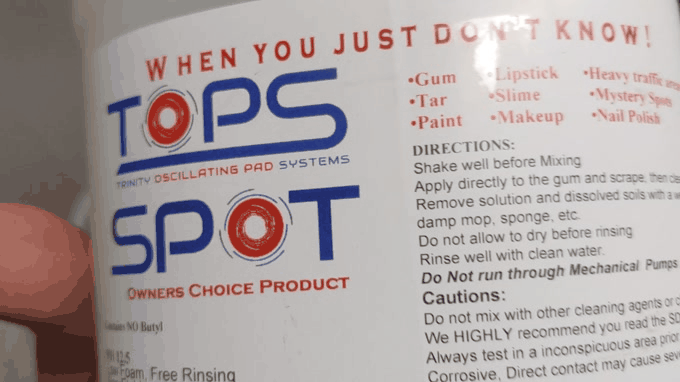 WHEN YOU JUST DON'T KNOW!
TOPS
TRINITY OSCILLATING PAD SYSTEMS
SPOT
OWNERS CHOICE PRODUCT
NO Butyl
12.5
Foam, Free Rinsing
•Gum •Lipstick •Heavy traffic
•Tar •Slime •Mystery Spots
•Paint •Makeup •Nail Polish
DIRECTIONS:
Shake well before Mixing
Apply directly to the gum and scrape, then
Remove solution and dissolved soils with a
damp mop, sponge, etc.
Do not allow to dry before rinsing
Rinse well with clean water.
Do Not run through Mechanical Pumps
Cautions:
Do not mix with other cleaning agents or
We HIGHLY recommend you read the
Always test in a inconspicuous area prior
Corrosive, Direct contact may cause